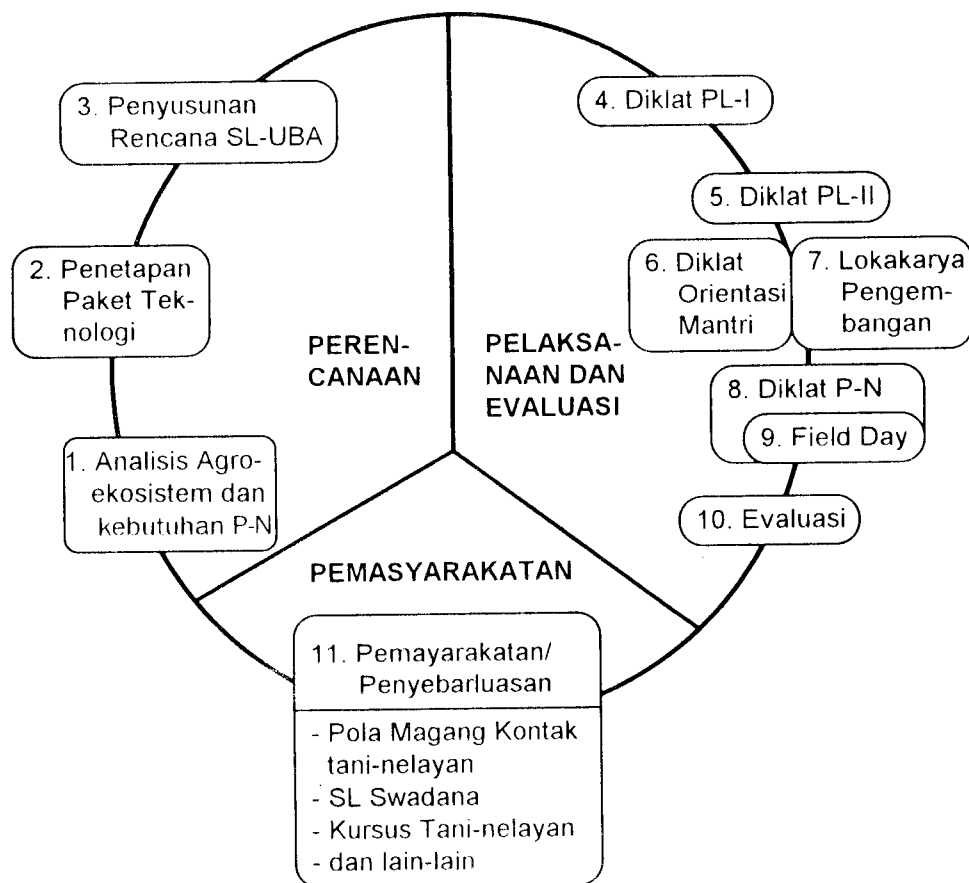 3. Penyusunan
Rencana SL-UBA
2. Penetapan
Paket Tek-
nologi
1. Analisis Agro-
ekosistem dan
kebutuhan P-N
PEREN-
CANAAN
PELAKSA-
NAAN DAN
EVALUASI
4. Diklat PL-I
5. Diklat PL-II
6. Diklat
Orientasi
Mantri
7. Lokakarya
Pengem-
bangan
8. Diklat P-N
9. Field Day
10. Evaluasi
PEMASYARAKATAN
11. Pemayarakatan/
Penyebarluasan
- Pola Magang Kontak
tani-nelayan
- SL Swadana
- Kursus Tani-nelayan
- dan lain-lain